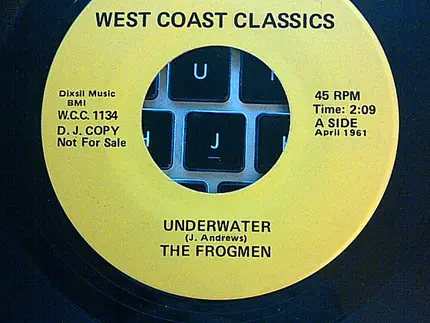 WEST COAST CLASSICS
Dixsil Music
BMI
W.C.C. 1134
D. J. COPY
Not For Sale
45 RPM
Time: 2:09
A SIDE
April 1961
U
H
J
UNDERWATER
(J. Andrews)
THE FROGMEN